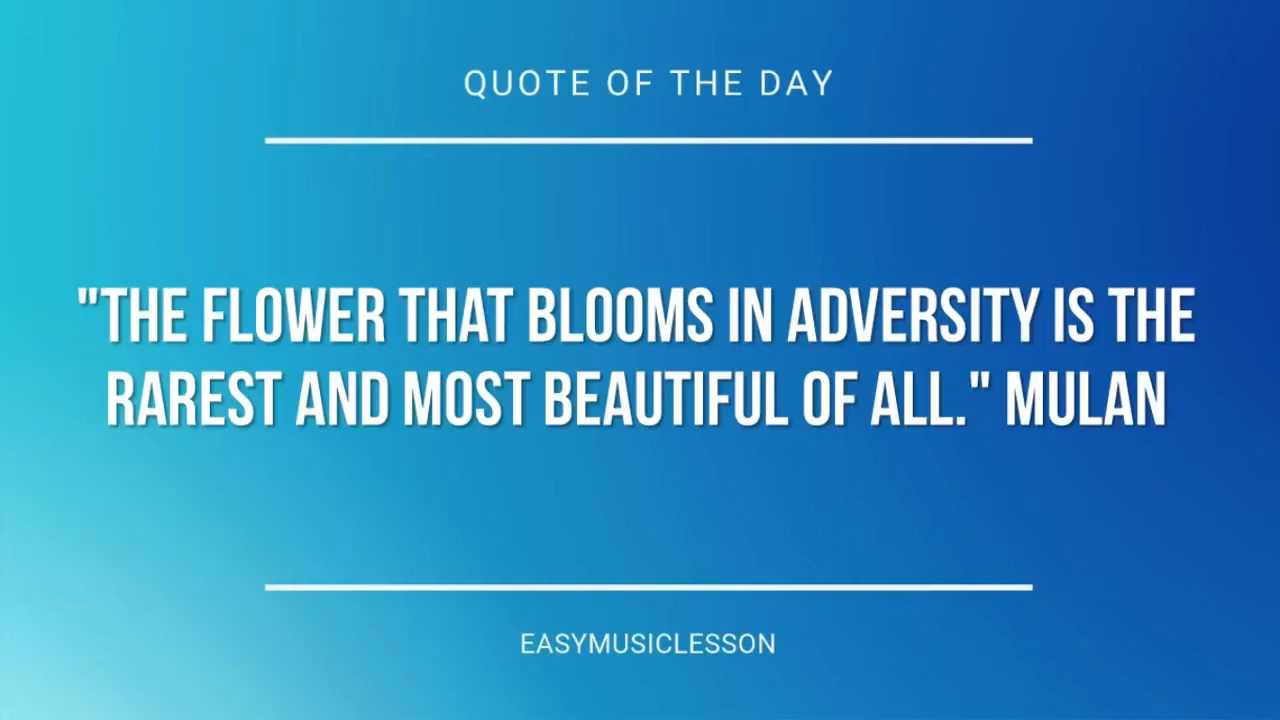 QUOTE OF THE DAY
"THE FLOWER THAT BLOOMS IN ADVERSITY IS THE
RAREST AND MOST BEAUTIFUL OF ALL." MULAN
EASYMUSICLESSON